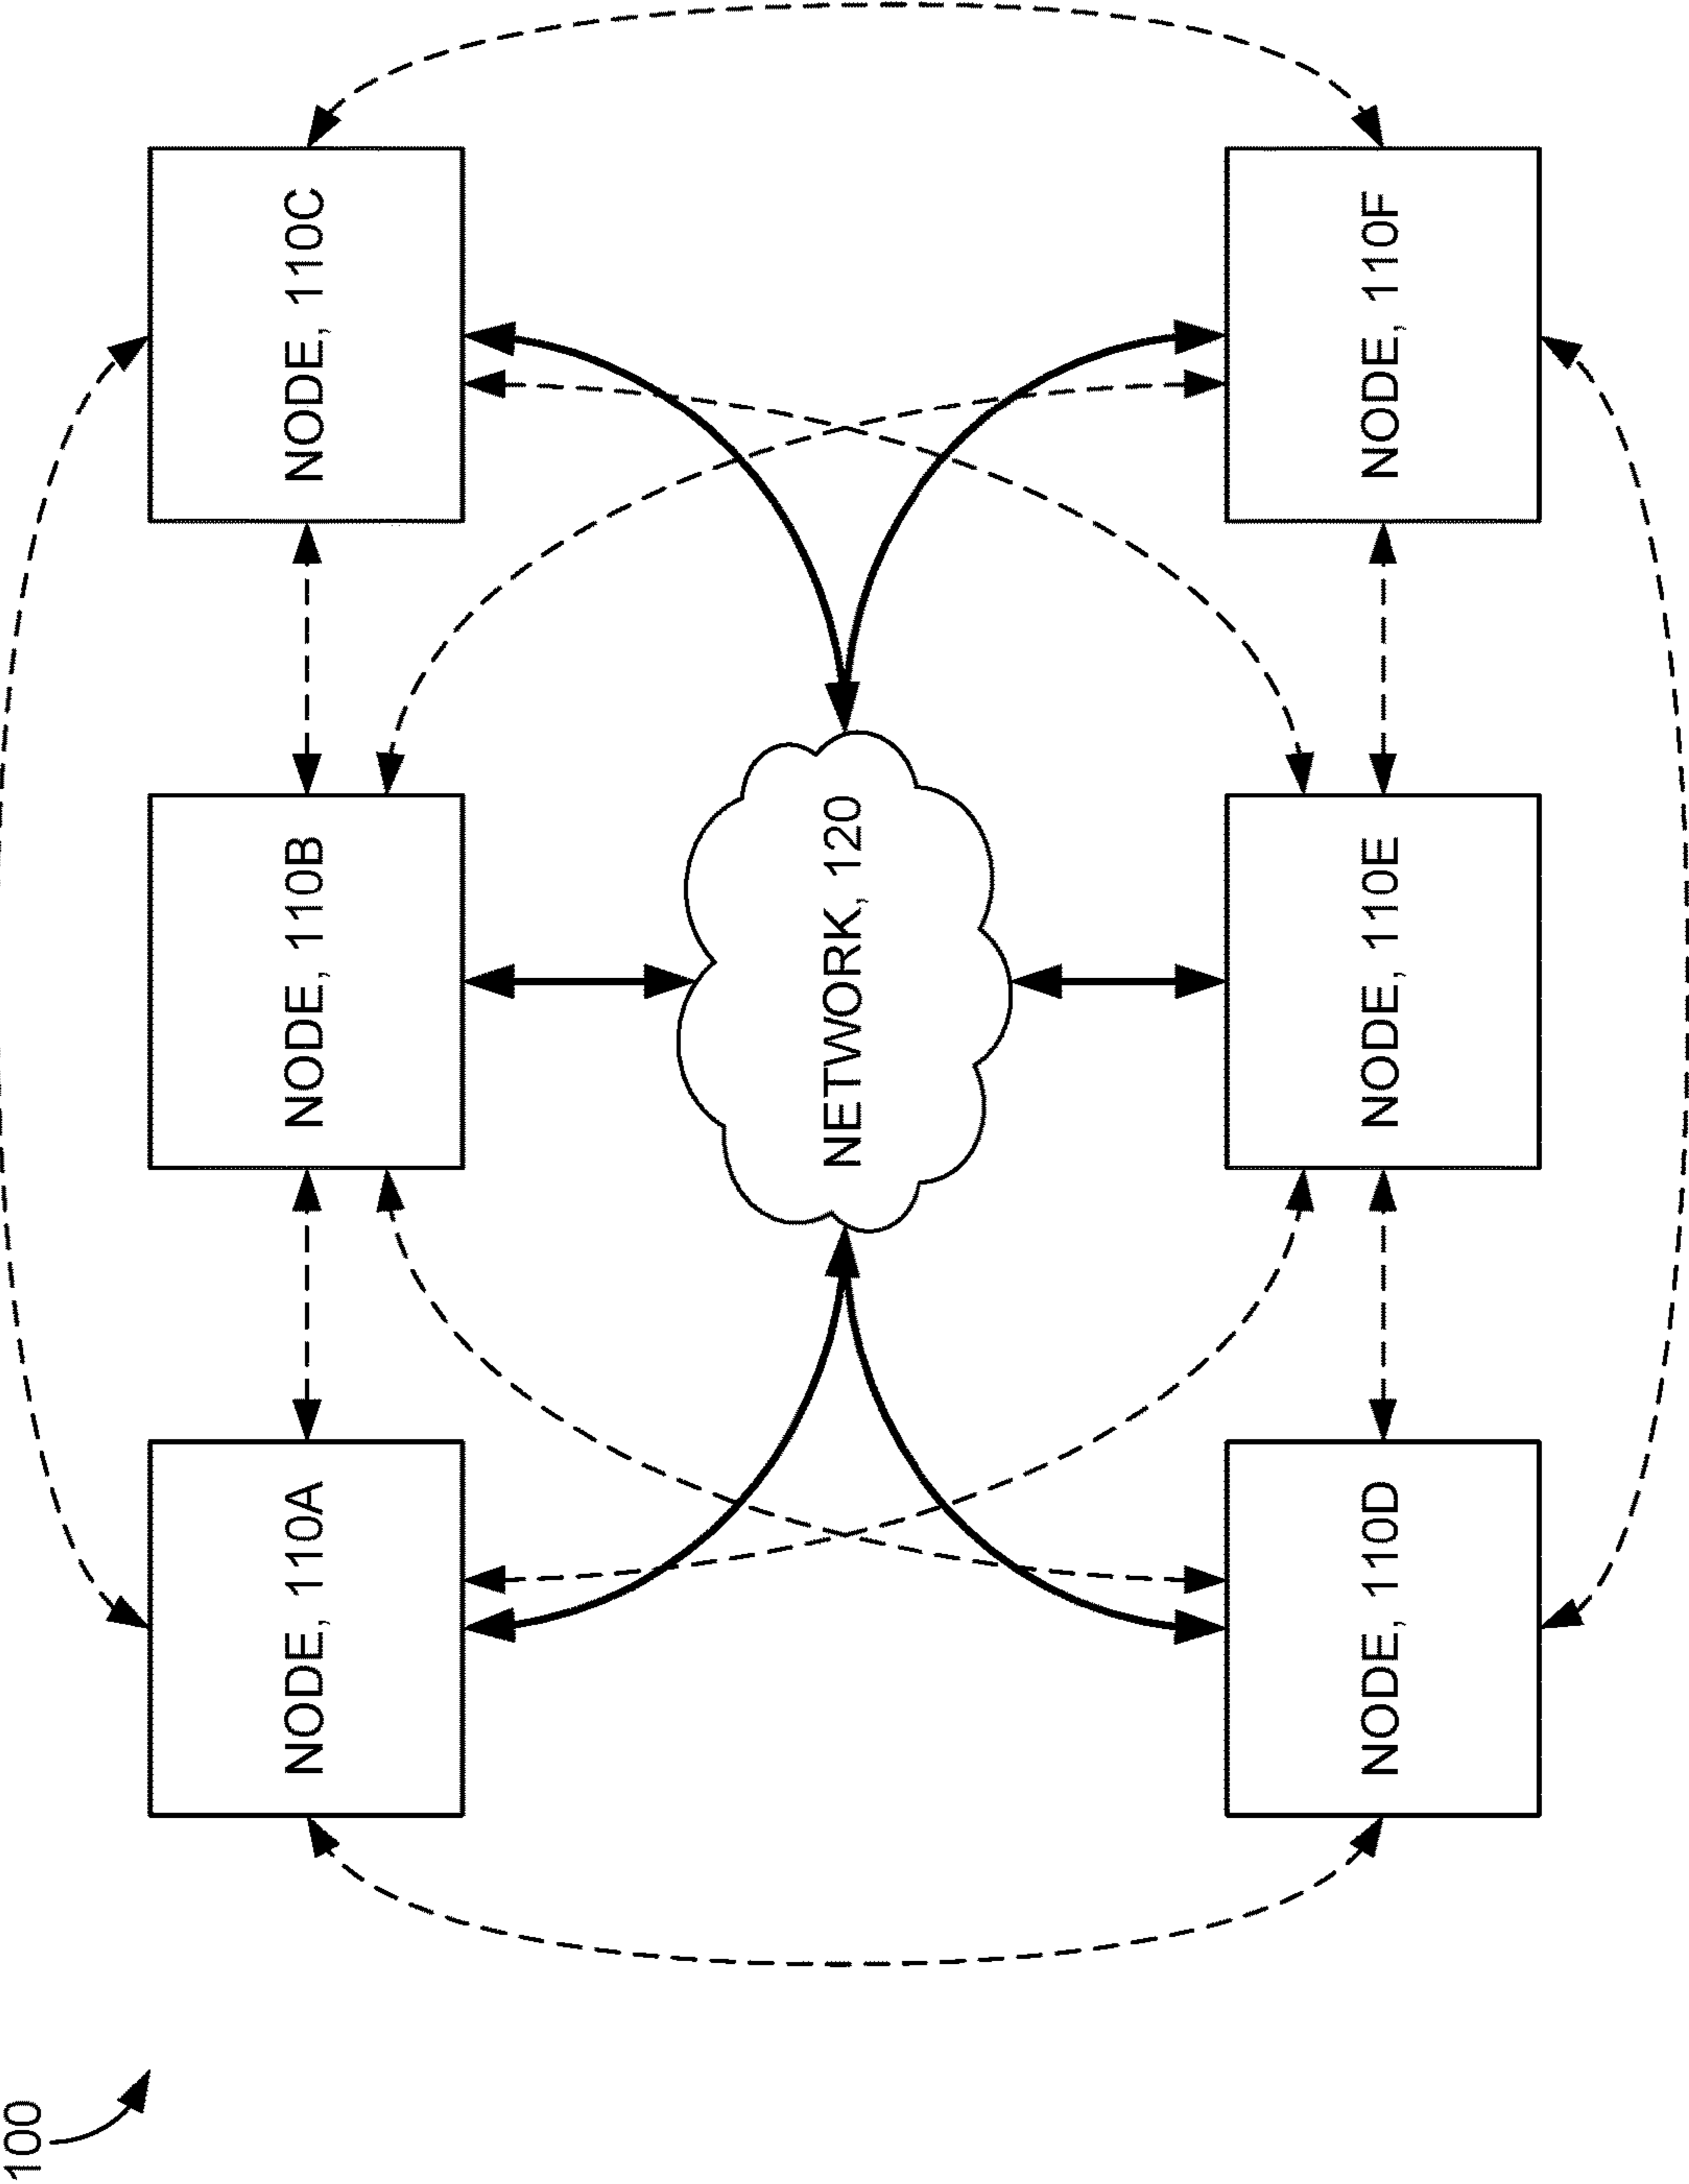 100
NODE, 110A
NODE, 110B
NODE, 110C
NETWORK, 120
NODE, 110D
NODE, 110E
NODE, 110F